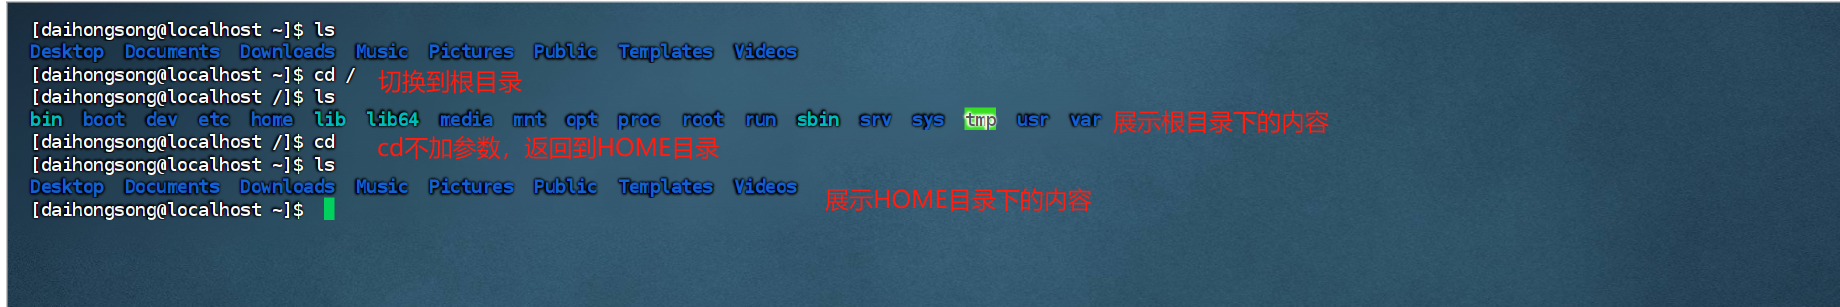 [daihongsong@localhost ~]$ ls
Desktop  Documents  Downloads  Music  Pictures  Public  Templates  Videos
[daihongsong@localhost ~]$ cd /  切换到根目录
[daihongsong@localhost /]$ ls
bin  boot  dev  etc  home  lib  lib64  media  mnt  opt  proc  root  run  sbin  srv  sys  tmp  usr  var  展示根目录下的内容
[daihongsong@localhost /]$ cd  cd不加参数，返回到HOME目录
[daihongsong@localhost ~]$ ls
Desktop  Documents  Downloads  Music  Pictures  Public  Templates  Videos  展示HOME目录下的内容
[daihongsong@localhost ~]$